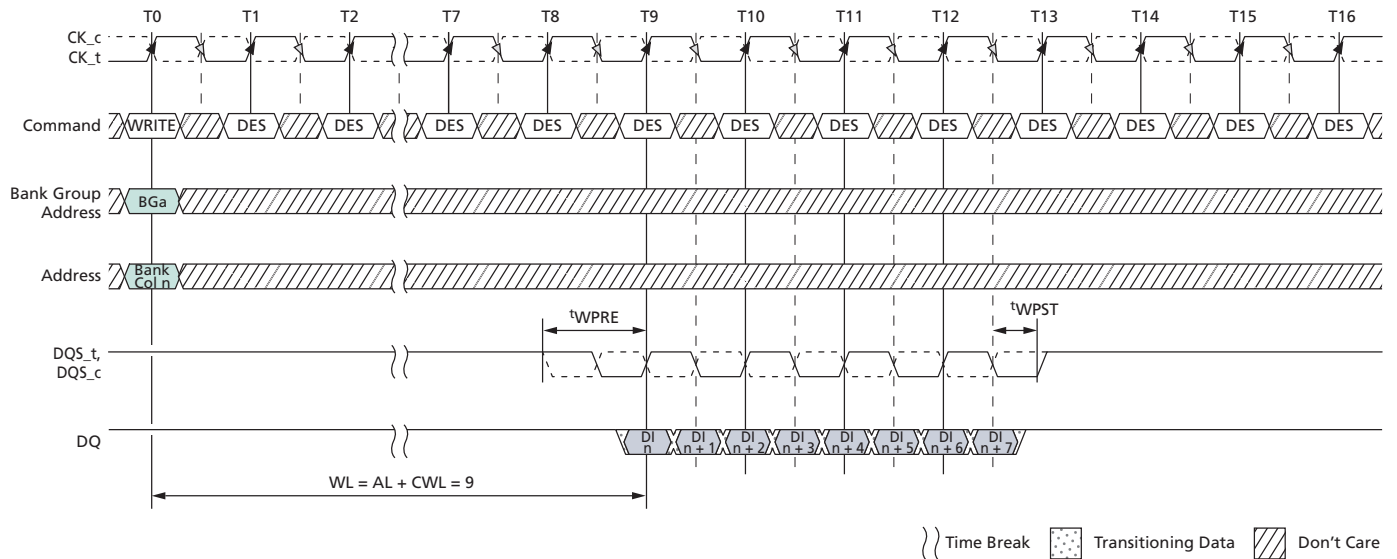 T0 T1 T2 T7 T8 T9 T10 T11 T12 T13 T14 T15 T16
CK_c
CK_t
Command WRITE DES DES DES DES DES DES DES DES DES DES DES DES
Bank Group
Address
BGa
Address
Bank
Col n
tWPRE
tWPST
DQS_t,
DQS_c
DQ
DI DI DI DI DI DI DI DI
n n + 1 n + 2 n + 3 n + 4 n + 5 n + 6 n + 7
WL = AL + CWL = 9
Time Break Transitioning Data Don't Care